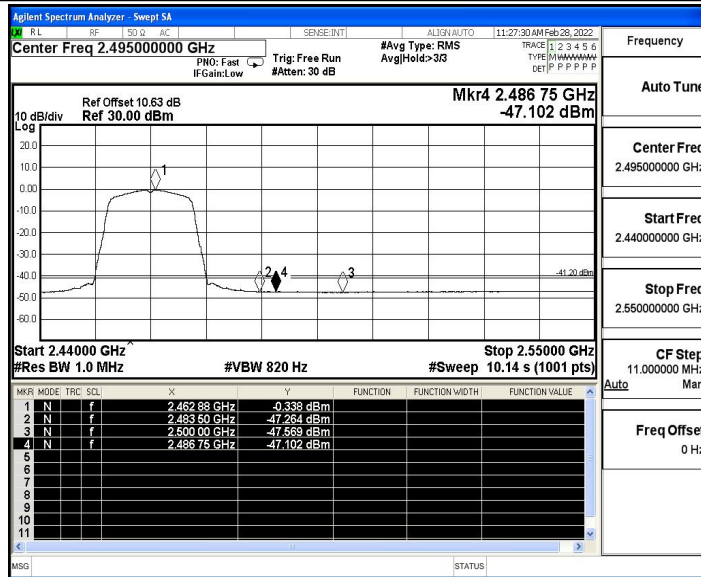 Agilent Spectrum Analyzer - Swept SA
LXI RL RF 50 Ω AC SENSE:INT ALIGN AUTO 11:27:30 AM Feb 28, 2022
Center Freq 2.495000000 GHz #Avg Type: RMS TRACE 1 2 3 4 5 6
PNO: Fast Trig: Free Run Avg|Hold:>3/3 TYPE M WWWWW
IFGain:Low #Atten: 30 dB DET P P P P P P
Ref Offset 10.63 dB Mkr4 2.486 75 GHz
10 dB/div Ref 30.00 dBm -47.102 dBm
Log
20.0
10.0
1
0.00
-10.0
-20.0
-30.0
-40.0 2 4 3 -41.20 dBm
-50.0
-60.0
Start 2.44000 GHz Stop 2.55000 GHz
#Res BW 1.0 MHz #VBW 820 Hz #Sweep 10.14 s (1001 pts)
MKR MODE TRC SCL X Y FUNCTION FUNCTION WIDTH FUNCTION VALUE
1 N f 2.462 88 GHz -0.338 dBm
2 N f 2.483 50 GHz -47.264 dBm
3 N f 2.500 00 GHz -47.569 dBm
4 N f 2.486 75 GHz -47.102 dBm
5
6
7
8
9
10
11
MSG STATUS
Frequency
Auto Tune
Center Freq
2.495000000 GHz
Start Freq
2.440000000 GHz
Stop Freq
2.550000000 GHz
CF Step
11.000000 MHz
Auto Man
Freq Offset
0 Hz